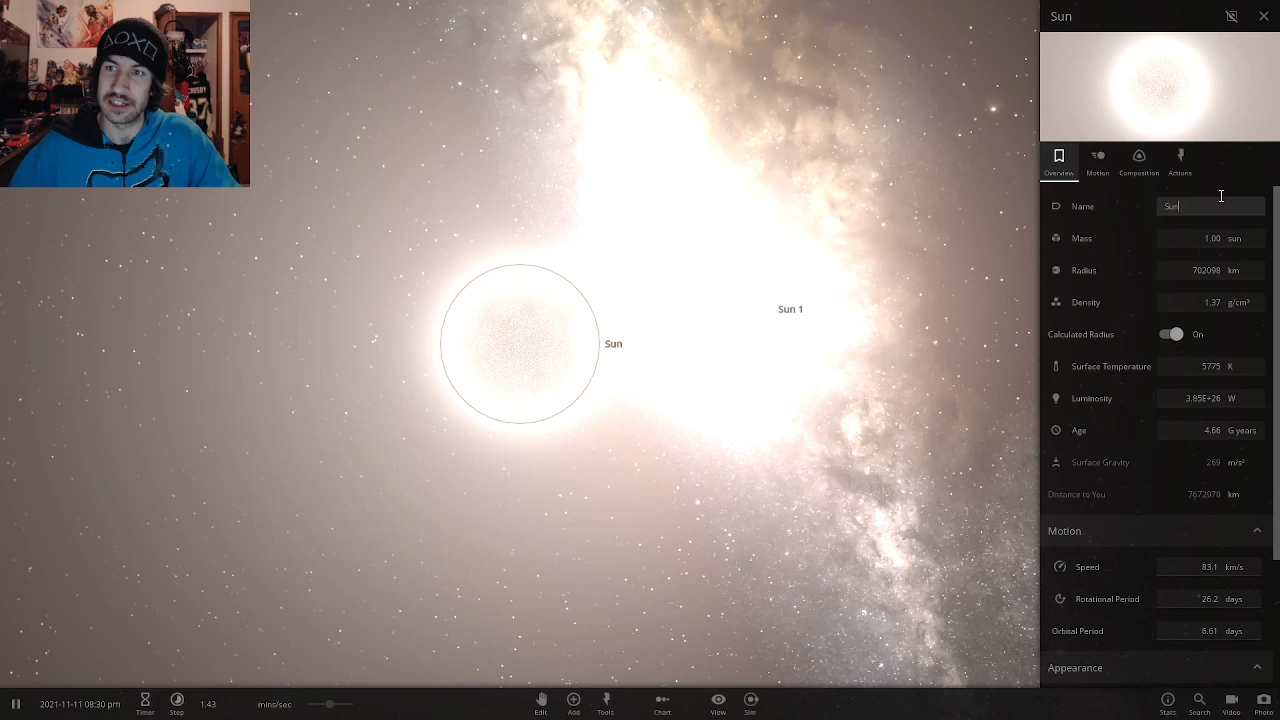 CROSBY
Sun
Overview
Motion
Composition
Actions
Name Sun
Mass 1.00 sun
Radius 702098 km
Density 1.37 g/cm³
Calculated Radius On
Surface Temperature 5775 K
Luminosity 3.85E+26 W
Age 4.66 G years
Surface Gravity 269 m/s²
Distance to You 7672970 km
Motion
Speed 83.1 km/s
Rotational Period 26.2 days
Orbital Period 6.61 days
Appearance
Sun 1
Sun
2021-11-11 08:30 pm
Timer
Step
1.43 mins/sec
Edit
Add
Tools
Chart
View
Sim
Stats
Search
Video
Photo